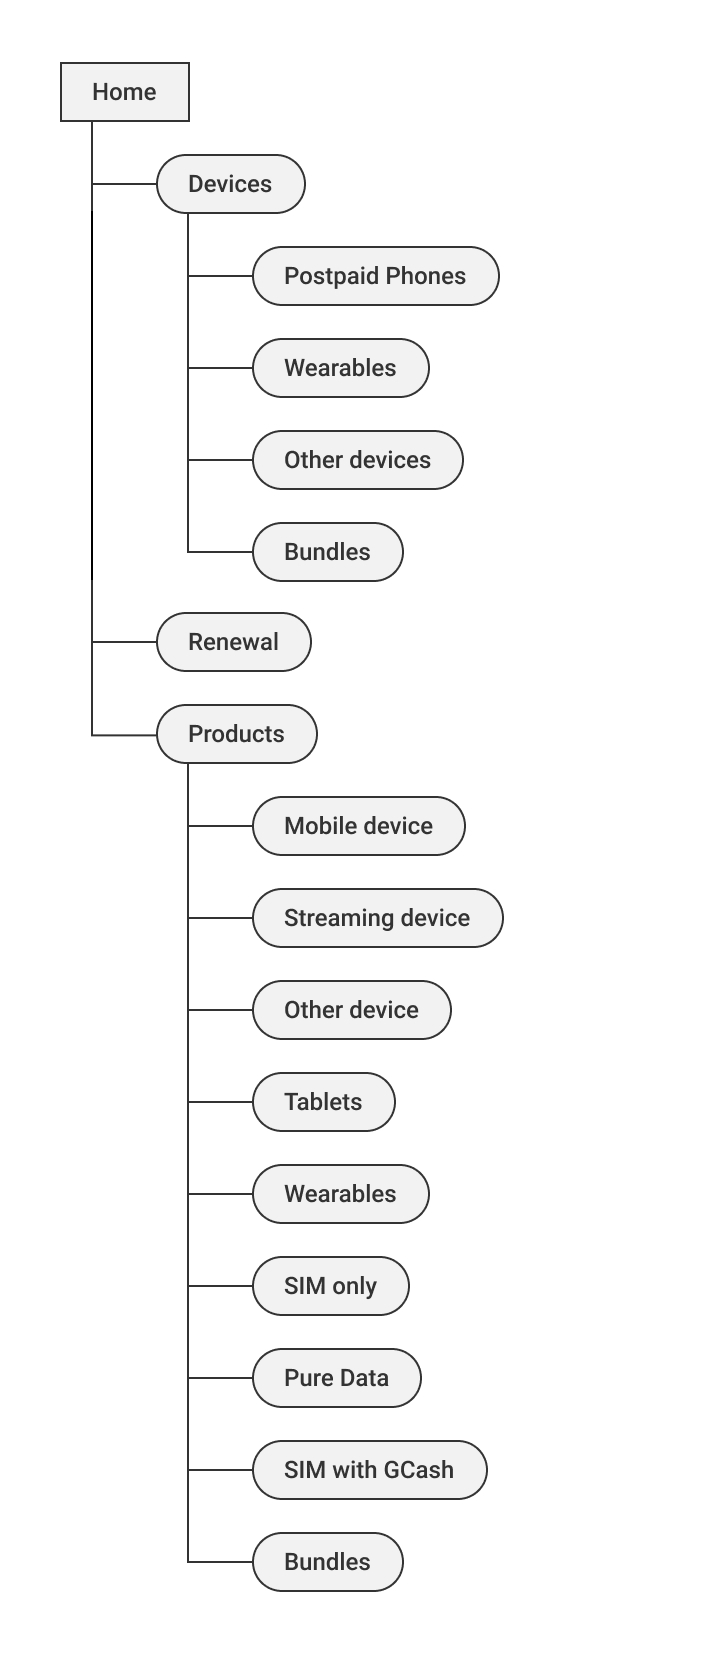 Home
Devices
Postpaid Phones
Wearables
Other devices
Bundles
Renewal
Products
Mobile device
Streaming device
Other device
Tablets
Wearables
SIM only
Pure Data
SIM with GCash
Bundles